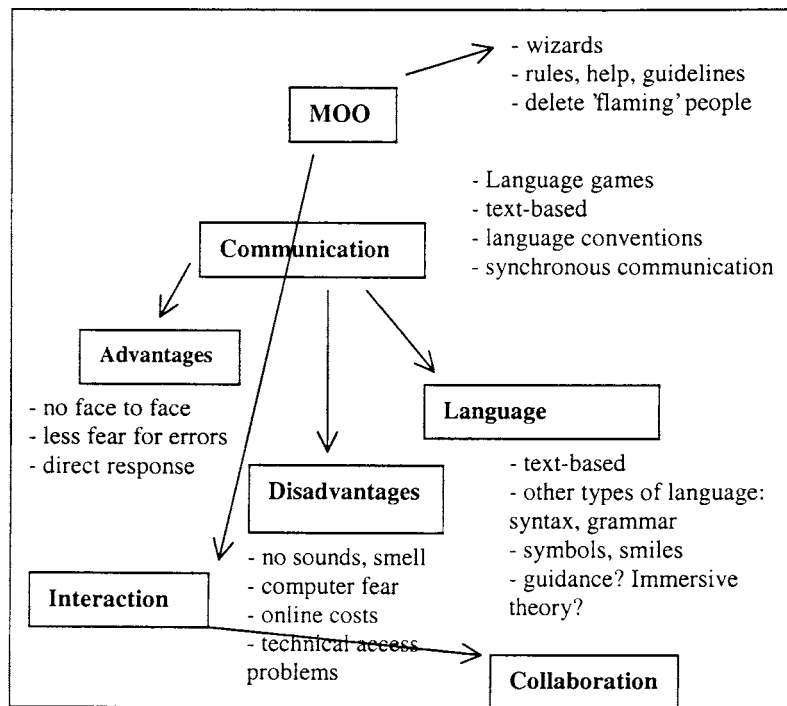 MOO
- wizards
- rules, help, guidelines
- delete 'flaming' people
Communication
- Language games
- text-based
- language conventions
- synchronous communication
Advantages
- no face to face
- less fear for errors
- direct response
Disadvantages
- no sounds, smell
- computer fear
- online costs
- technical access
problems
Language
- text-based
- other types of language:
syntax, grammar
- symbols, smiles
- guidance? Immersive
theory?
Interaction
Collaboration